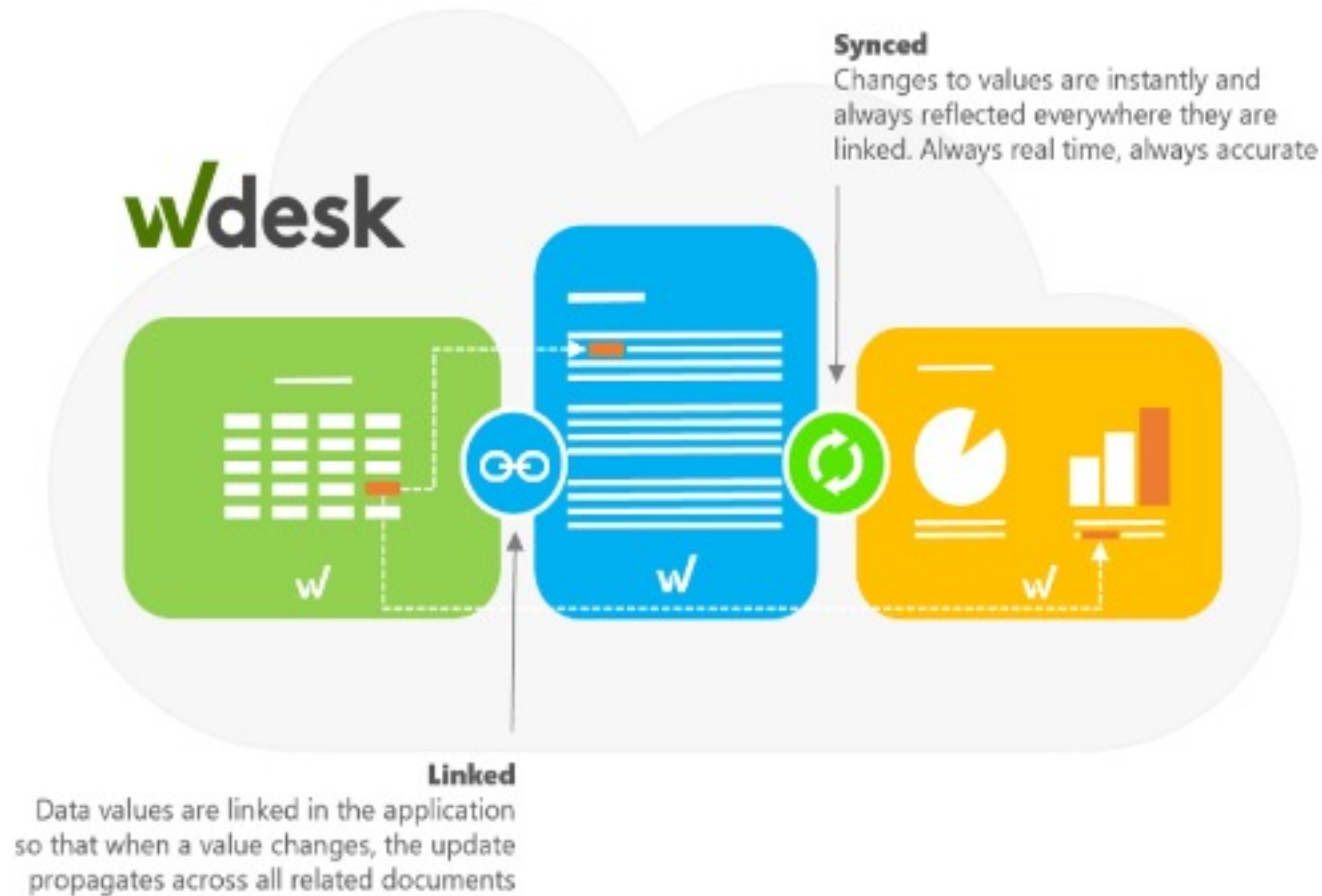 Synced
Changes to values are instantly and
always reflected everywhere they are
linked. Always real time, always accurate
wdesk
w
w
w
Linked
Data values are linked in the application
so that when a value changes, the update
propagates across all related documents